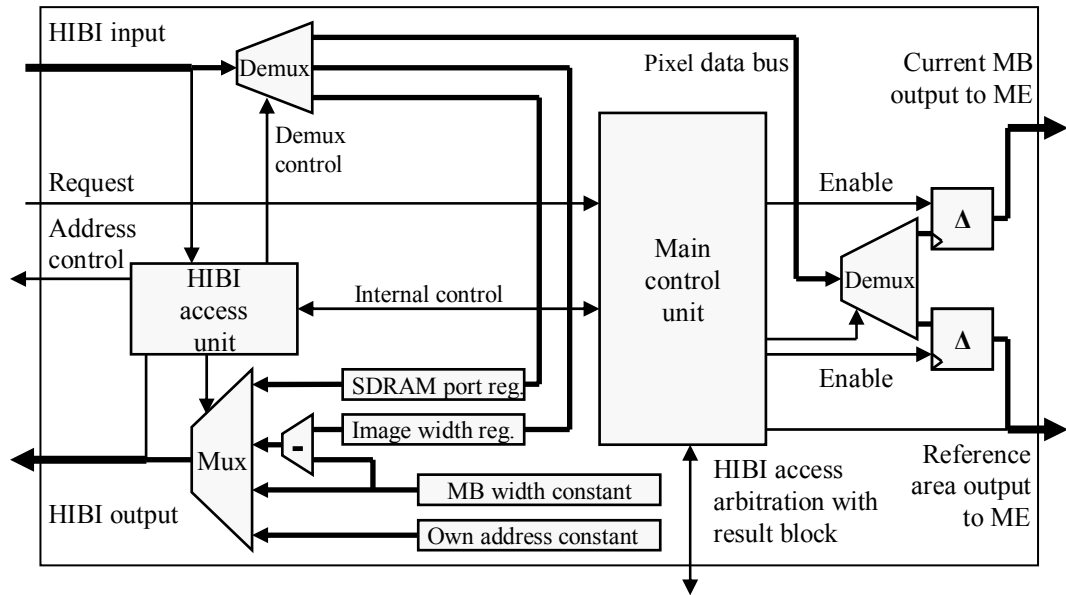 HIBI input
Demux
Pixel data bus
Current MB
output to ME
Demux
control
Request
Enable
Δ
Address
control
HIBI
access
unit
Internal control
Main
control
unit
Demux
Δ
Enable
SDRAM port reg.
Image width reg.
-
Mux
MB width constant
Own address constant
HIBI output
HIBI access
arbitration with
result block
Reference
area output
to ME